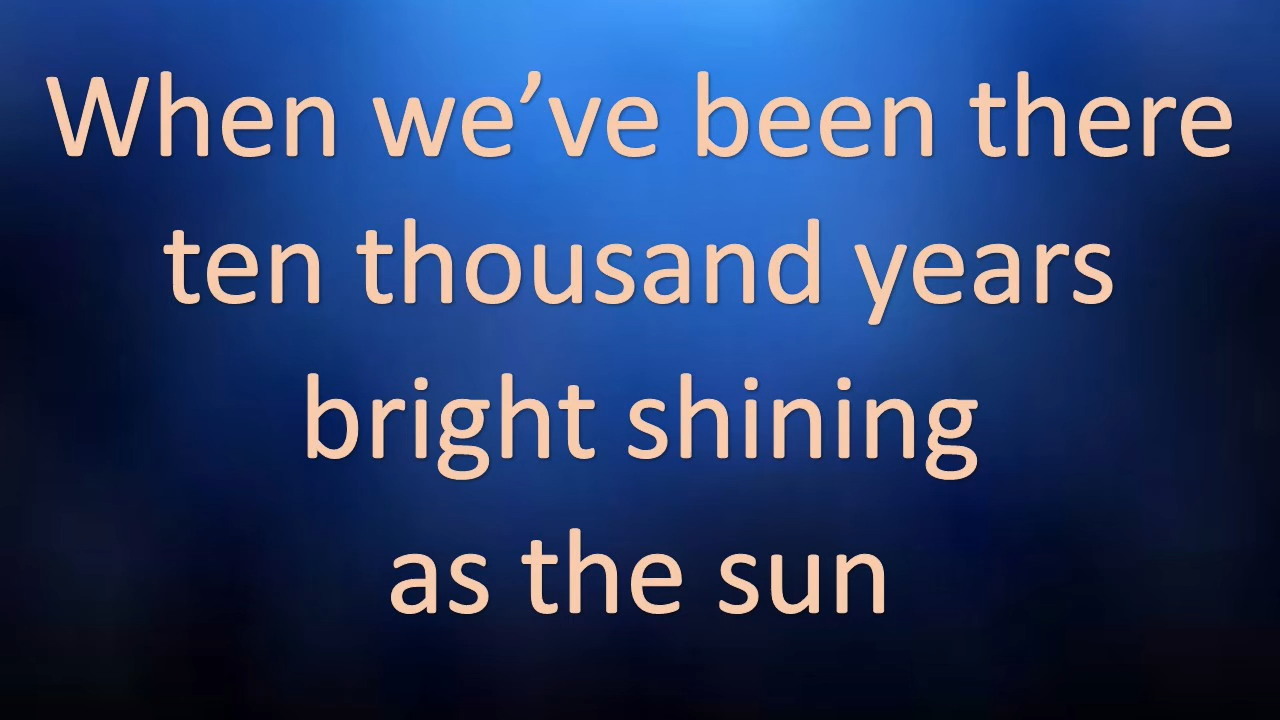 When we’ve been there
ten thousand years
bright shining
as the sun